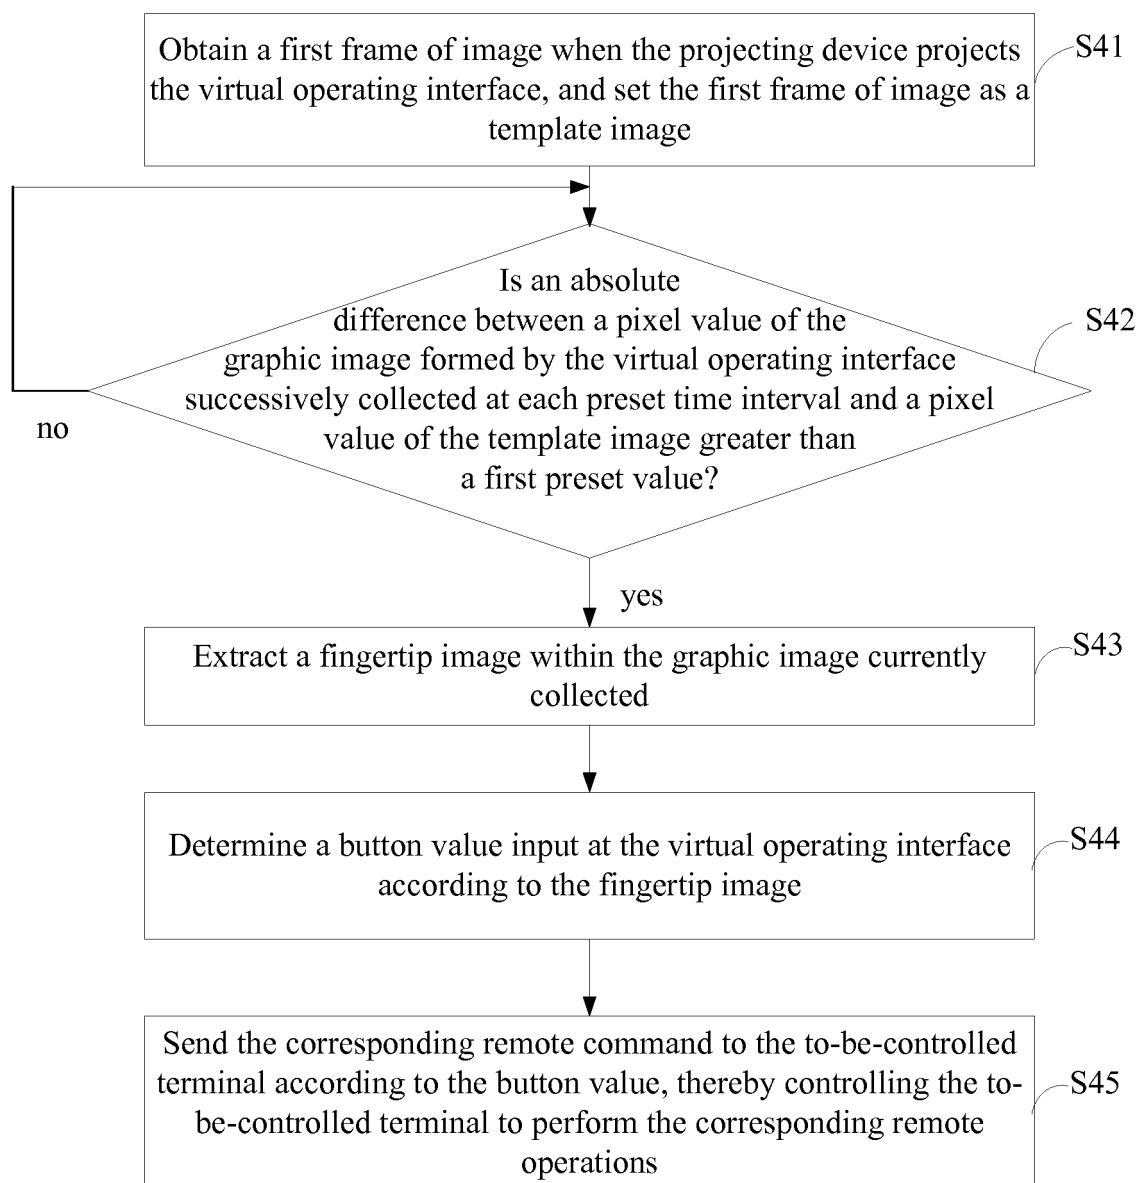 Obtain a first frame of image when the projecting device projects
the virtual operating interface, and set the first frame of image as a
template image
S41
Is an absolute
difference between a pixel value of the
graphic image formed by the virtual operating interface
successively collected at each preset time interval and a pixel
value of the template image greater than
a first preset value?
S42
no
yes
Extract a fingertip image within the graphic image currently
collected
S43
Determine a button value input at the virtual operating interface
according to the fingertip image
S44
Send the corresponding remote command to the to-be-controlled
terminal according to the button value, thereby controlling the to-
be-controlled terminal to perform the corresponding remote
operations
S45